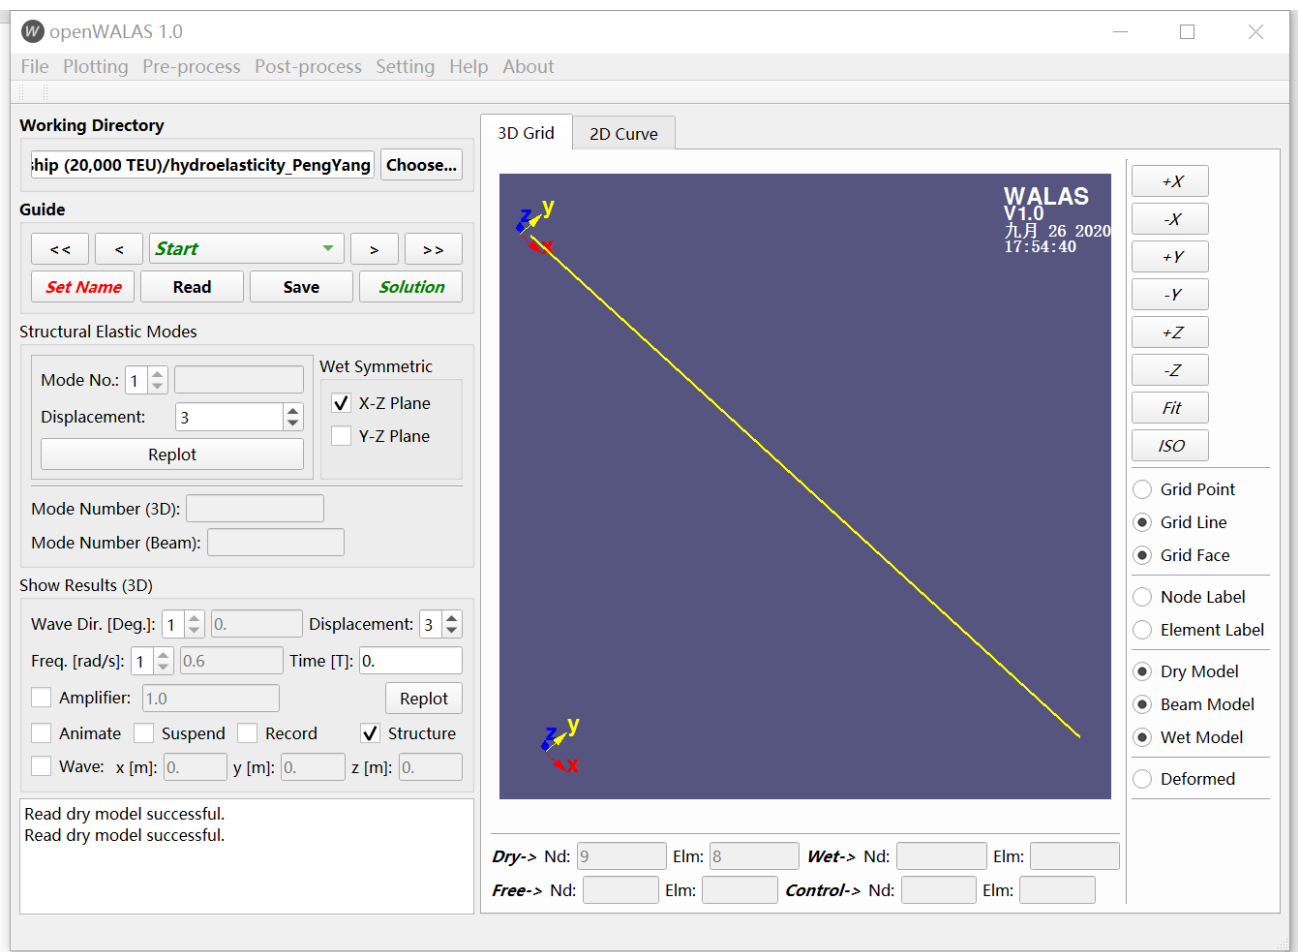 openWALAS 1.0
File Plotting Pre-process Post-process Setting Help About
Working Directory
ship (20,000 TEU)/hydroelasticity_PengYang Choose...
Guide
<< < Start > >>
Set Name Read Save Solution
Structural Elastic Modes
Mode No.: 1
Displacement: 3
Replot
Wet Symmetric
X-Z Plane
Y-Z Plane
Mode Number (3D):
Mode Number (Beam):
Show Results (3D)
Wave Dir. [Deg.]: 1 0. Displacement: 3
Freq. [rad/s]: 1 0.6 Time [T]: 0.
Amplifier: 1.0 Replot
Animate Suspend Record Structure
Wave: x [m]: 0. y [m]: 0. z [m]: 0.
Read dry model successful.
Read dry model successful.
3D Grid 2D Curve
z y
x
WALAS
V1.0
九月 26 2020
17:54:40
z y
x
+X
-X
+Y
-Y
+Z
-Z
Fit
ISO
Grid Point
Grid Line
Grid Face
Node Label
Element Label
Dry Model
Beam Model
Wet Model
Deformed
Dry-> Nd: 9 Elm: 8 Wet-> Nd: Elm:
Free-> Nd: Elm: Control-> Nd: Elm: